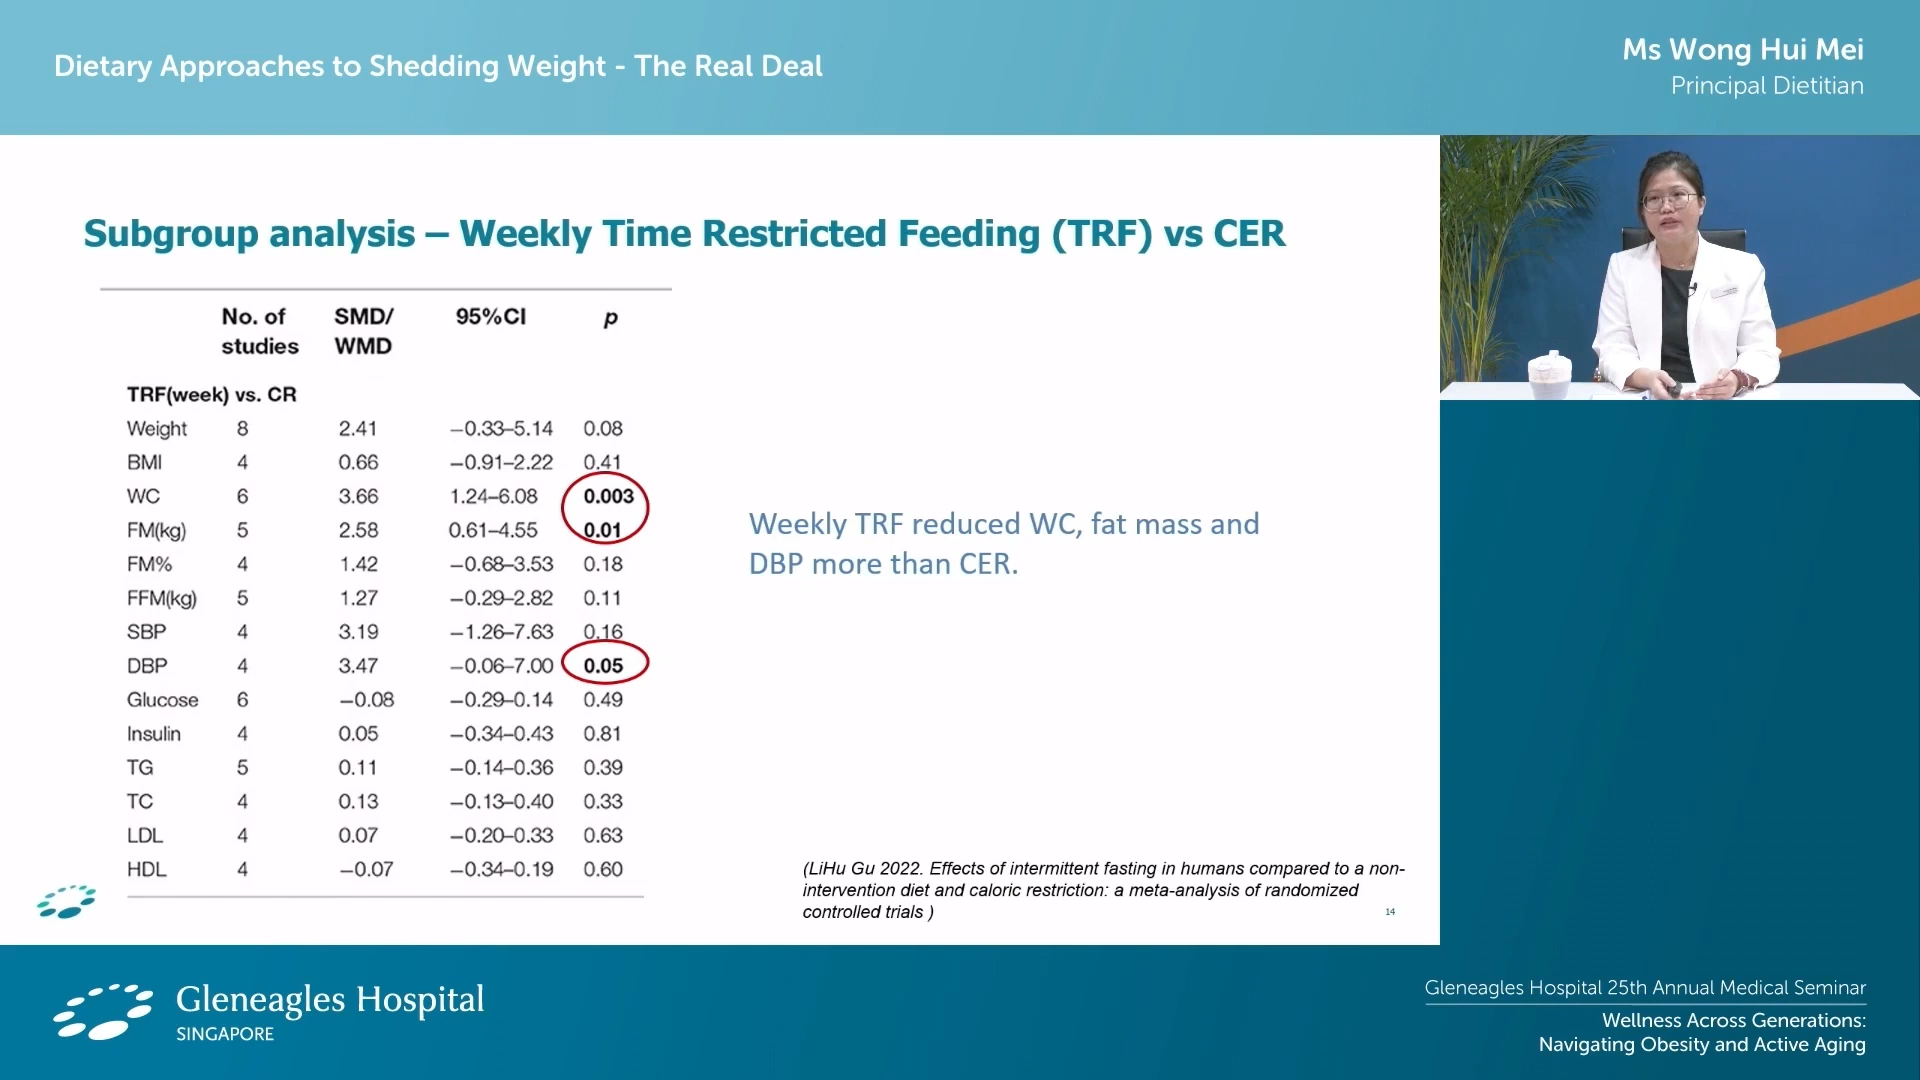 Dietary Approaches to Shedding Weight - The Real Deal
Ms Wong Hui Mei
Principal Dietitian
Subgroup analysis – Weekly Time Restricted Feeding (TRF) vs CER
No. of studies SMD/ WMD 95%CI p
TRF(week) vs. CR
Weight 8 2.41 −0.33–5.14 0.08
BMI 4 0.66 −0.91–2.22 0.41
WC 6 3.66 1.24–6.08 0.003
FM(kg) 5 2.58 0.61–4.55 0.01
FM% 4 1.42 −0.68–3.53 0.18
FFM(kg) 5 1.27 −0.29–2.82 0.11
SBP 4 3.19 −1.26–7.63 0.16
DBP 4 3.47 −0.06–7.00 0.05
Glucose 6 −0.08 −0.29–0.14 0.49
Insulin 4 0.05 −0.34–0.43 0.81
TG 5 0.11 −0.14–0.36 0.39
TC 4 0.13 −0.13–0.40 0.33
LDL 4 0.07 −0.20–0.33 0.63
HDL 4 −0.07 −0.34–0.19 0.60
Weekly TRF reduced WC, fat mass and
DBP more than CER.
(LiHu Gu 2022. Effects of intermittent fasting in humans compared to a non-
intervention diet and caloric restriction: a meta-analysis of randomized
controlled trials )
14
Gleneagles Hospital
SINGAPORE
Gleneagles Hospital 25th Annual Medical Seminar
Wellness Across Generations:
Navigating Obesity and Active Aging